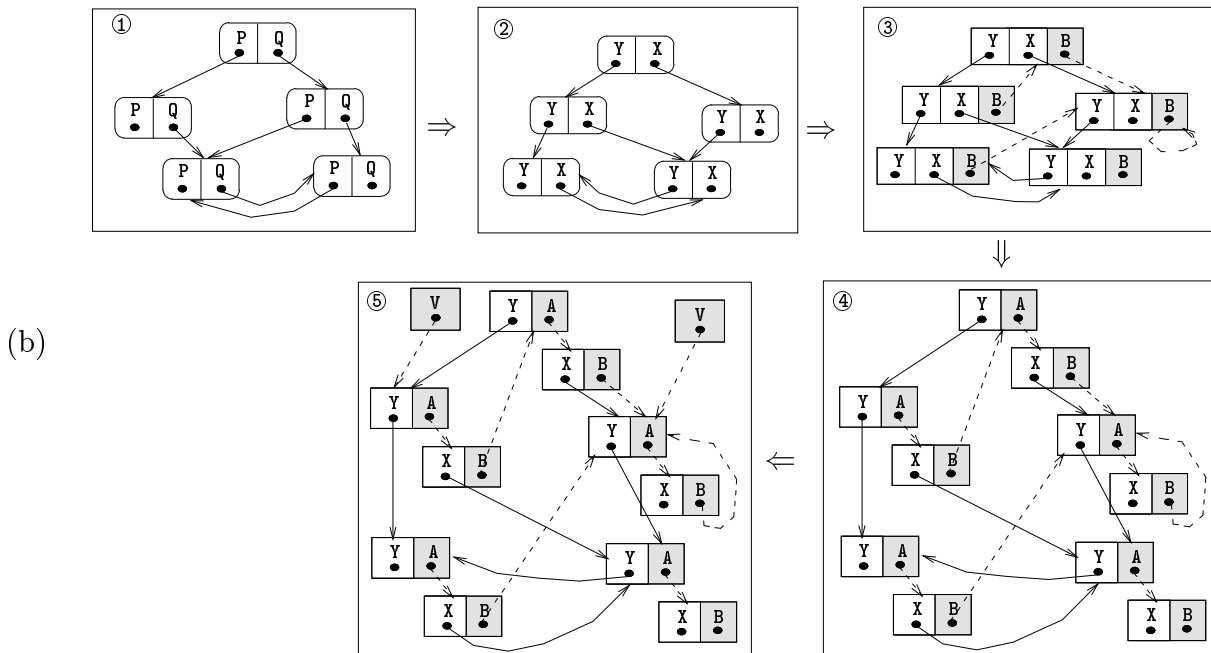 ① ② ③
P Q Y X Y X B
P Q P Q Y X Y X Y X B Y X B
P Q P Q Y X Y X Y X B Y X B
⑤ V Y A V ④ Y A
X B X B
Y A Y A Y A Y A
X B X B X B X B
(b)
Y A Y A Y A Y A
X B X B X B X B